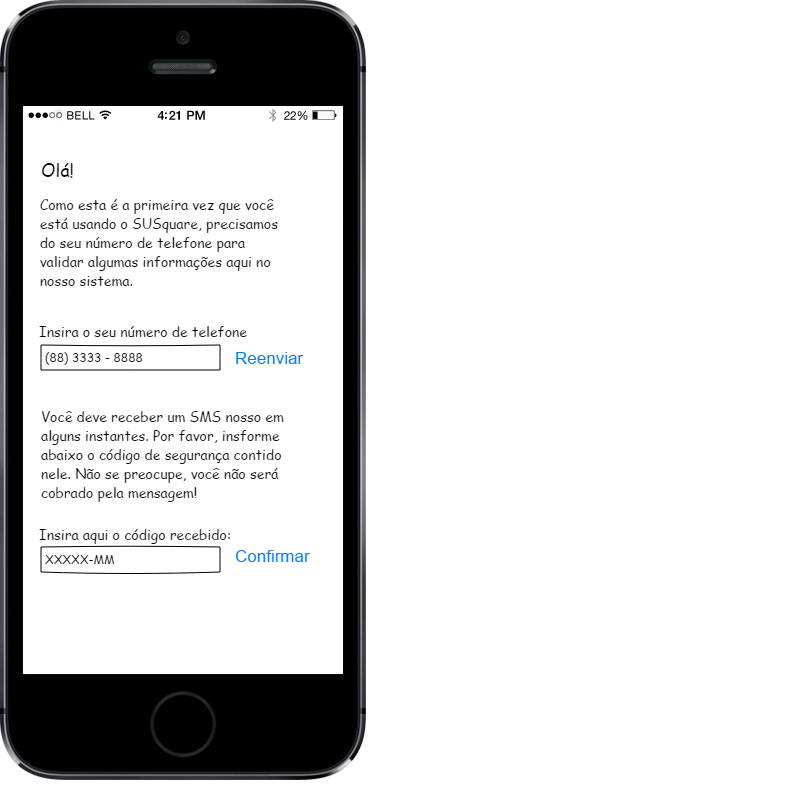 BELL 4:21 PM 22%
Olá!
Como esta é a primeira vez que você
está usando o SUSquare, precisamos
do seu número de telefone para
validar algumas informações aqui no
nosso sistema.
Insira o seu número de telefone
(88) 3333 - 8888 Reenviar
Você deve receber um SMS nosso em
alguns instantes. Por favor, insforme
abaixo o código de segurança contido
nele. Não se preocupe, você não será
cobrado pela mensagem!
Insira aqui o código recebido:
XXXXX-MM Confirmar